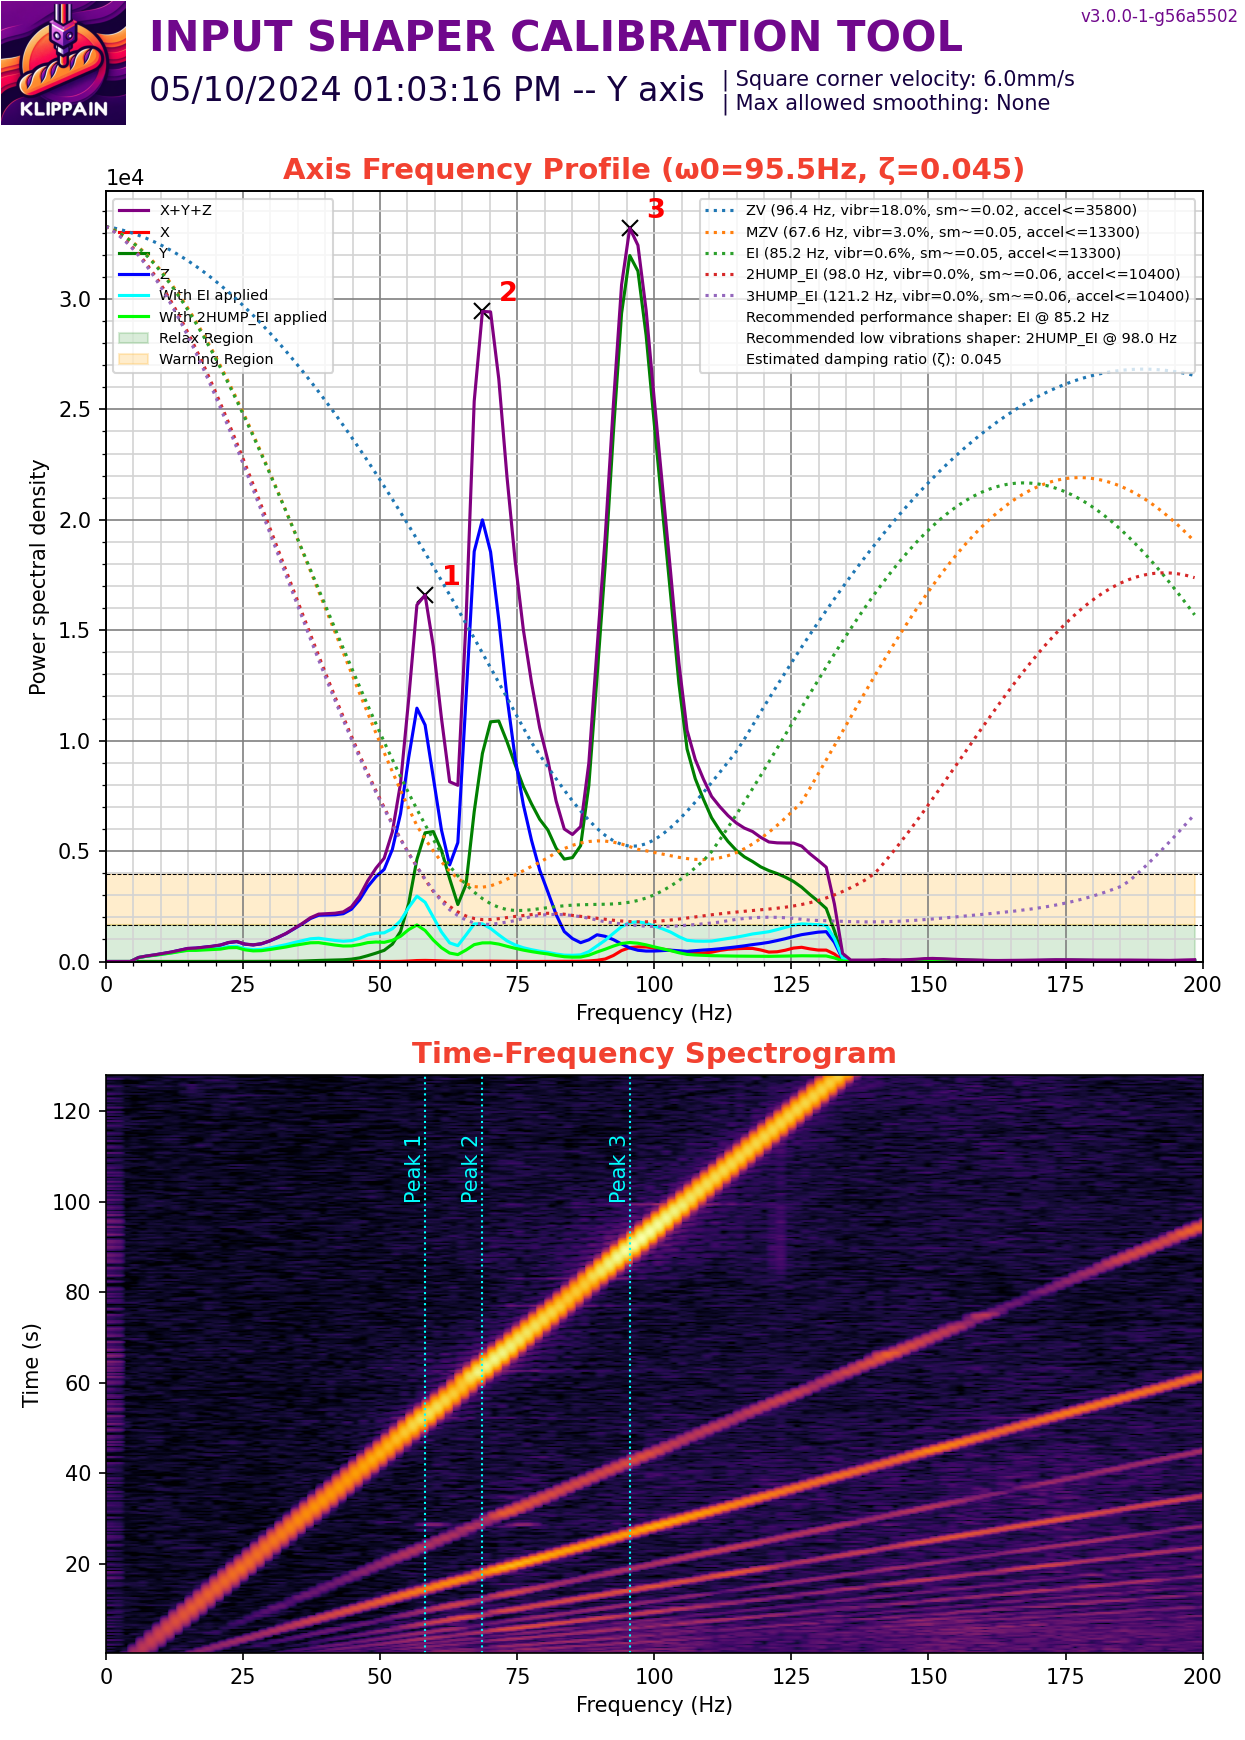 v3.0.0-1-g56a5502
INPUT SHAPER CALIBRATION TOOL
05/10/2024 01:03:16 PM -- Y axis
| Square corner velocity: 6.0mm/s
| Max allowed smoothing: None
KLIPPAIN
Axis Frequency Profile (ω0=95.5Hz, ζ=0.045)
1e4
X+Y+Z
X
Y
Z
With EI applied
With 2HUMP_EI applied
Relax Region
Warning Region
ZV (96.4 Hz, vibr=18.0%, sm~=0.02, accel<=35800)
MZV (67.6 Hz, vibr=3.0%, sm~=0.05, accel<=13300)
EI (85.2 Hz, vibr=0.6%, sm~=0.05, accel<=13300)
2HUMP_EI (98.0 Hz, vibr=0.0%, sm~=0.06, accel<=10400)
3HUMP_EI (121.2 Hz, vibr=0.0%, sm~=0.06, accel<=10400)
Recommended performance shaper: EI @ 85.2 Hz
Recommended low vibrations shaper: 2HUMP_EI @ 98.0 Hz
Estimated damping ratio (ζ): 0.045
3
2
1
Power spectral density
3.0
2.5
2.0
1.5
1.0
0.5
0.0
0 25 50 75 100 125 150 175 200
Frequency (Hz)
Time-Frequency Spectrogram
Peak 1
Peak 2
Peak 3
Time (s)
120
100
80
60
40
20
0 25 50 75 100 125 150 175 200
Frequency (Hz)